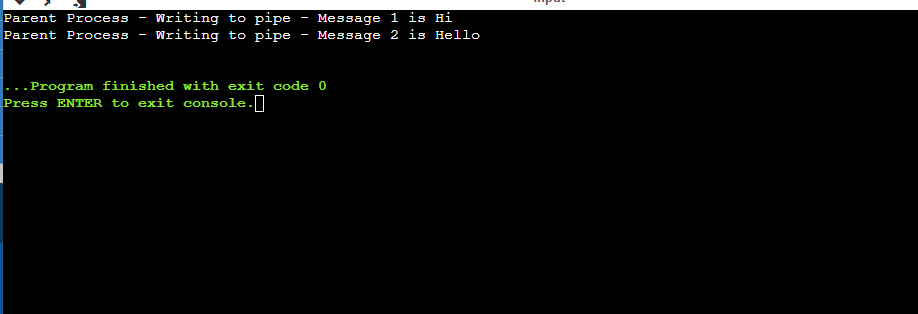 Parent Process - Writing to pipe - Message 1 is Hi
Parent Process - Writing to pipe - Message 2 is Hello
...Program finished with exit code 0
Press ENTER to exit console.